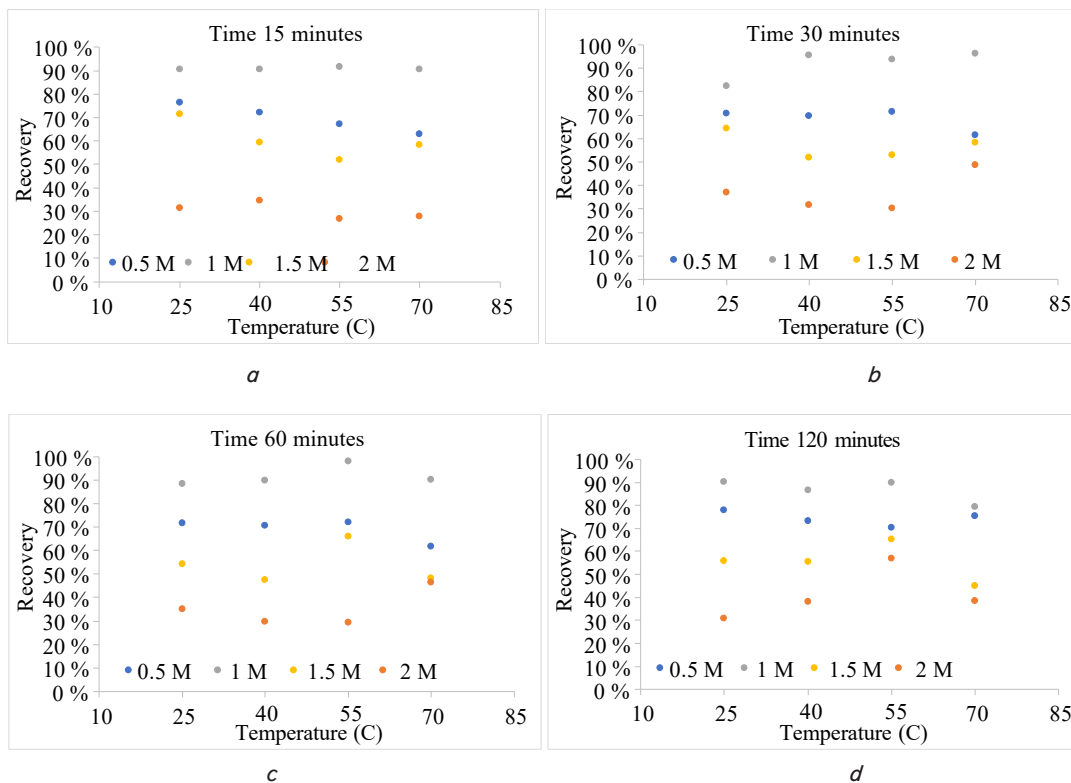 Time 15 minutes
100 %
90 %
80 %
70 %
60 %
50 %
40 %
30 %
20 %
10 %
0 %
Recovery
0.5 M 1 M 1.5 M 2 M
10 25 40 55 70 85
Temperature (C)
a
Time 30 minutes
100 %
90 %
80 %
70 %
60 %
50 %
40 %
30 %
20 %
10 %
0 %
Recovery
0.5 M 1 M 1.5 M 2 M
10 25 40 55 70 85
Temperature (C)
b
Time 60 minutes
100 %
90 %
80 %
70 %
60 %
50 %
40 %
30 %
20 %
10 %
0 %
Recovery
0.5 M 1 M 1.5 M 2 M
10 25 40 55 70 85
Temperature (C)
c
Time 120 minutes
100 %
90 %
80 %
70 %
60 %
50 %
40 %
30 %
20 %
10 %
0 %
Recovery
0.5 M 1 M 1.5 M 2 M
10 25 40 55 70 85
Temperature (C)
d